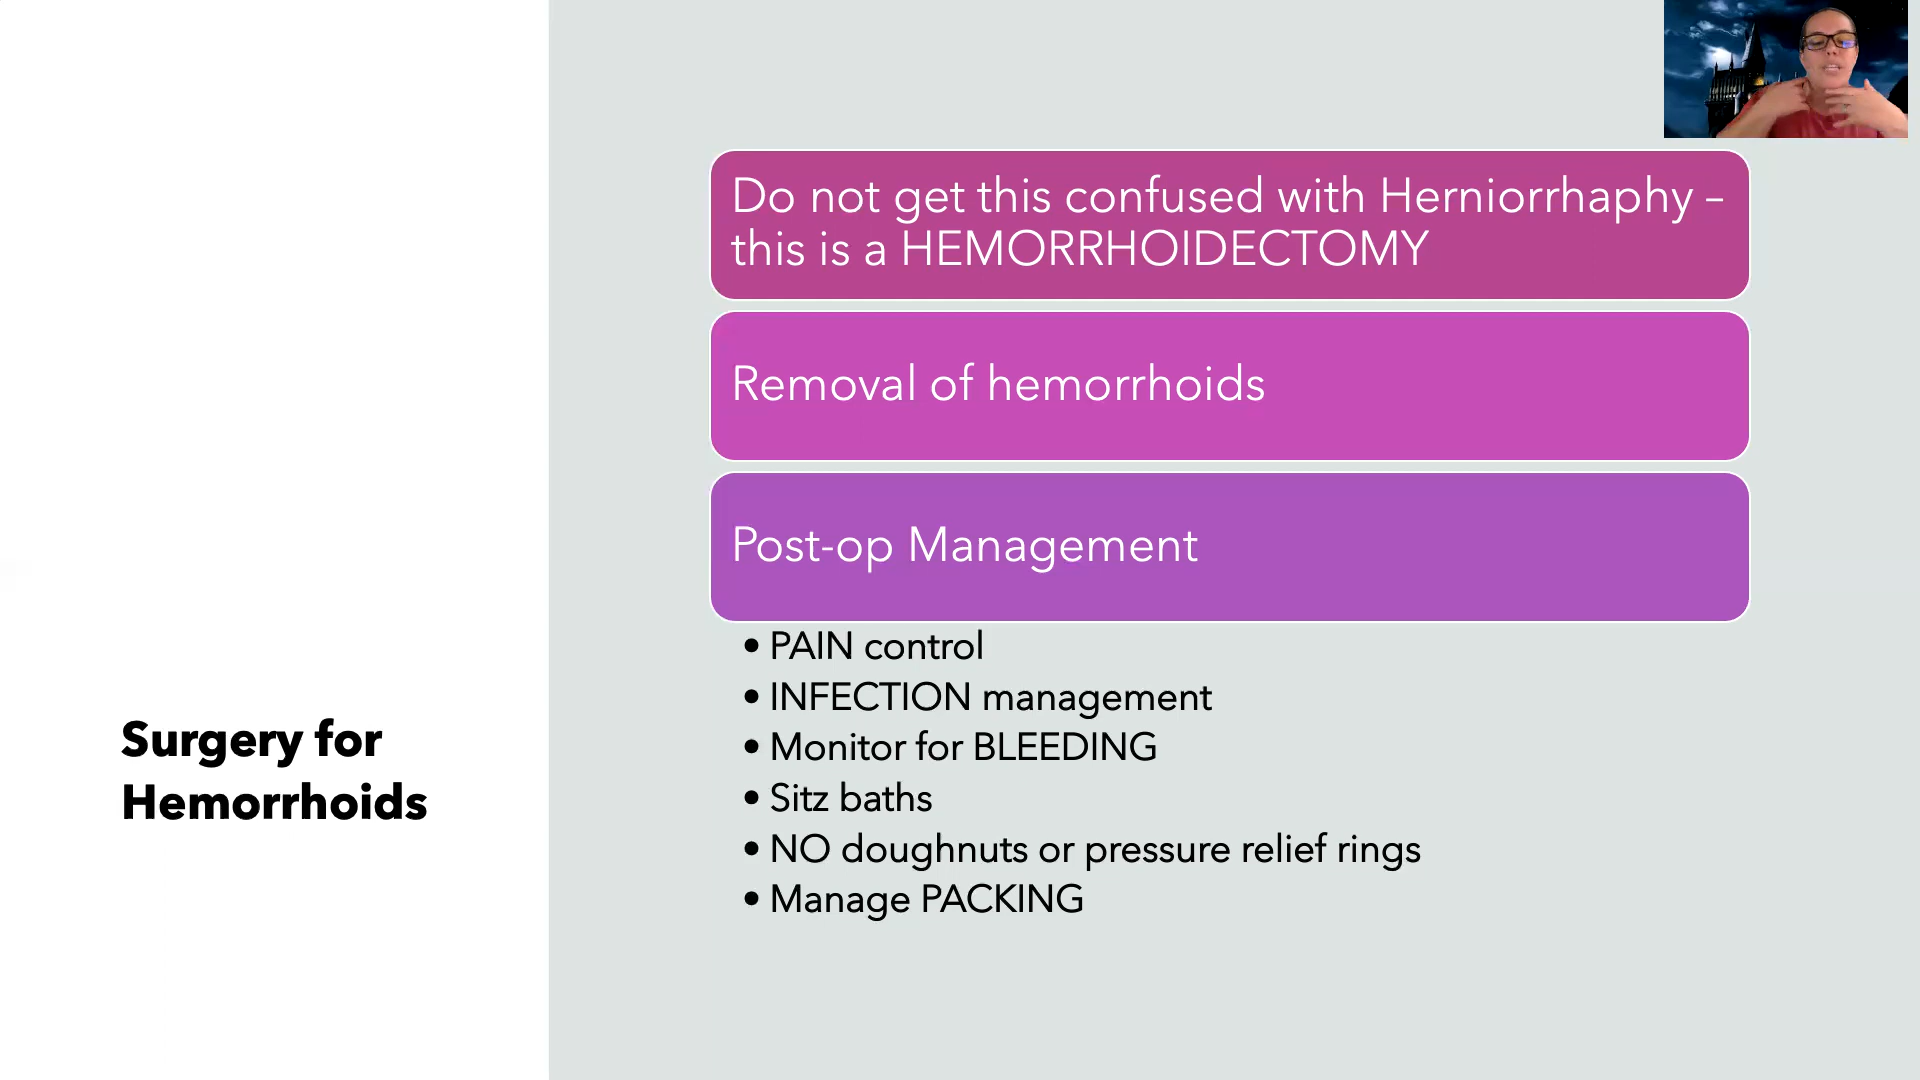 Surgery for
Hemorrhoids
Do not get this confused with Herniorrhaphy –
this is a HEMORRHOIDECTOMY
Removal of hemorrhoids
Post-op Management
• PAIN control
• INFECTION management
• Monitor for BLEEDING
• Sitz baths
• NO doughnuts or pressure relief rings
• Manage PACKING